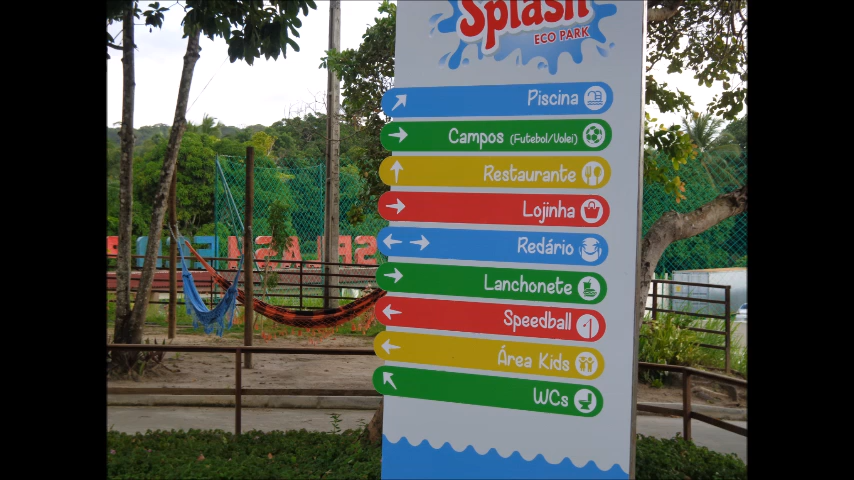 Splash
ECO PARK
Piscina
Campos (Futebol/Volei)
Restaurante
Lojinha
Redário
Lanchonete
Speedball
Área Kids
WCs